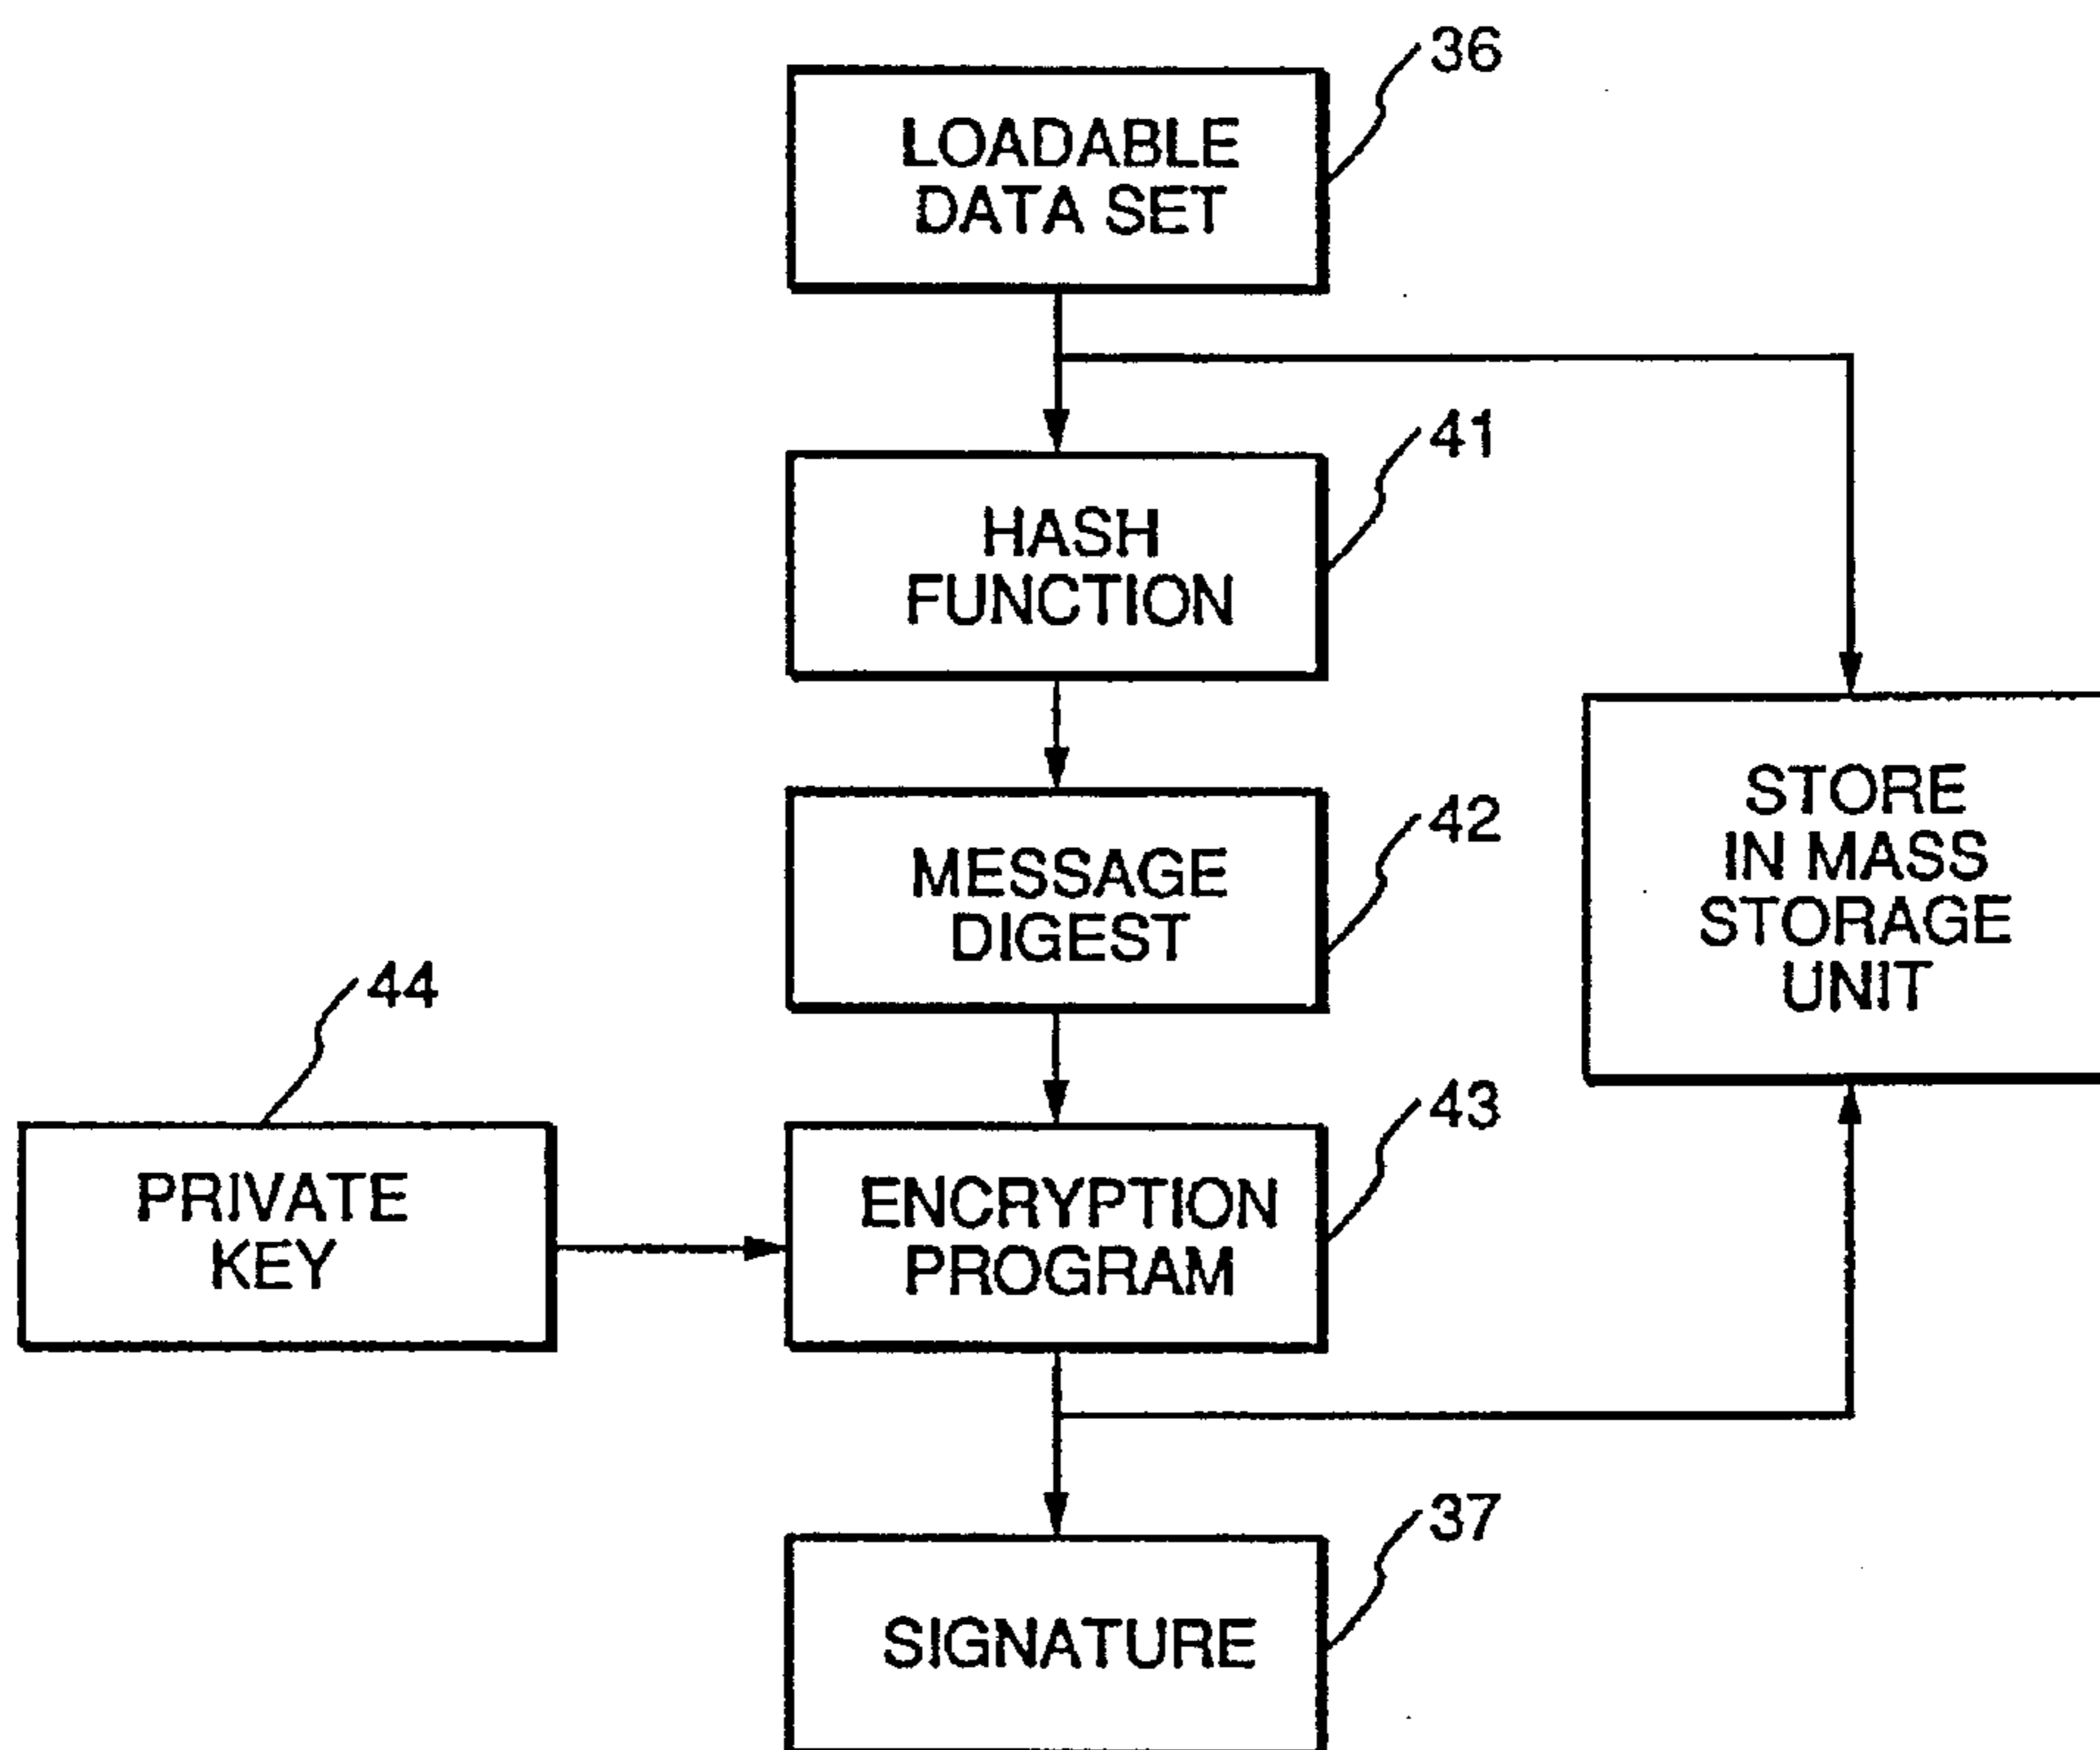 36
LOADABLE
DATA SET
41
HASH
FUNCTION
42
MESSAGE
DIGEST
STORE
IN MASS
STORAGE
UNIT
44
PRIVATE
KEY
43
ENCRYPTION
PROGRAM
37
SIGNATURE